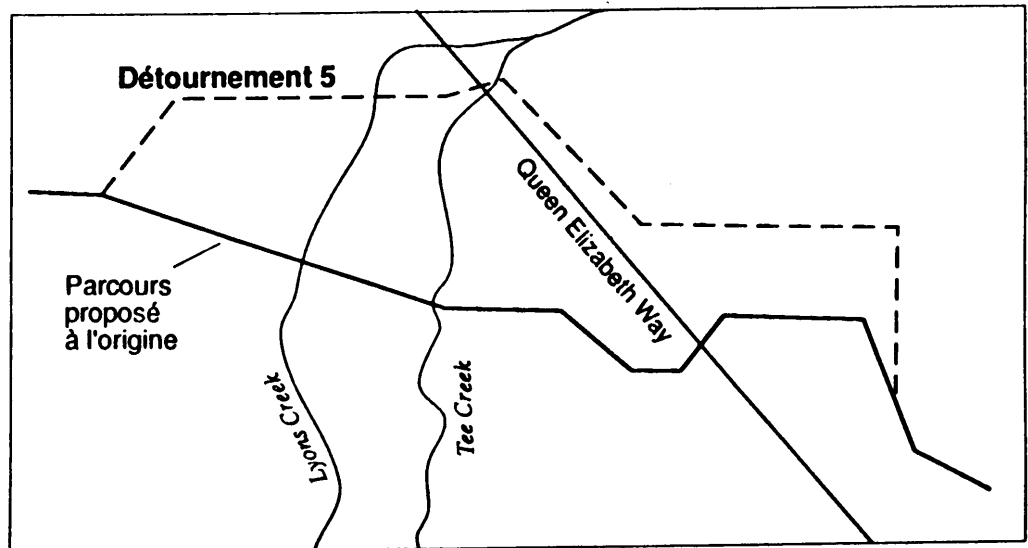 Détournement 5
Queen Elizabeth Way
Parcours
proposé
à l'origine
Lyons Creek
Tee Creek